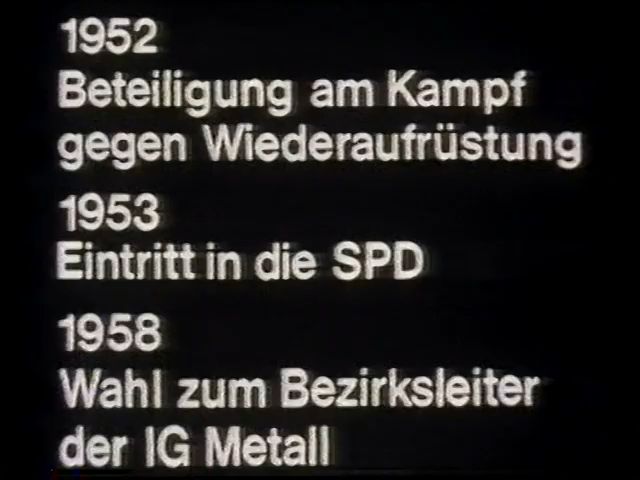 1952
Beteiligung am Kampf
gegen Wiederaufrüstung
1953
Eintritt in die SPD
1958
Wahl zum Bezirksleiter
der IG Metall